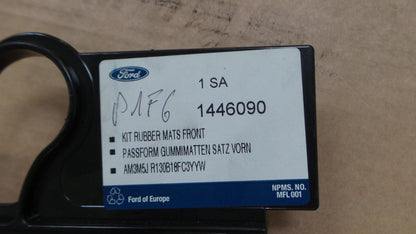 Ford
1 SA
P1F6 1446090
KIT RUBBER MATS FRONT
PASSFORM GUMMIMATTEN SATZ VORN
AM3M5J R130B18FC3YYW
Ford of Europe
NPMS. NO.
MFL 001